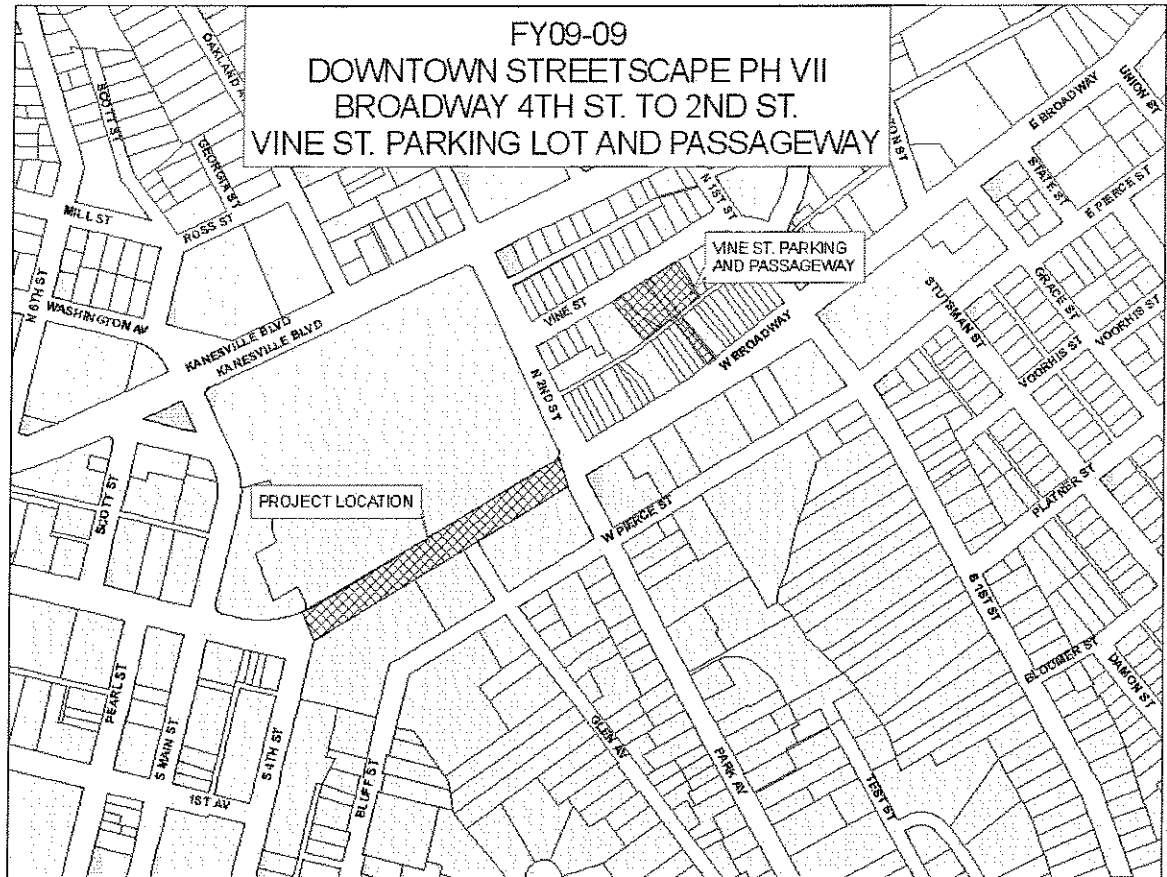 FY09-09
DOWNTOWN STREETSCAPE PH VII
BROADWAY 4TH ST. TO 2ND ST.
VINE ST. PARKING LOT AND PASSAGEWAY
SCOTT ST
OAKLAND A
GEORGIA ST
MILL ST
ROSS ST
N 6TH ST
WASHINGTON AV
KANESVILLE BLVD
KANESVILLE BLVD
N 1ST ST
TON ST
E BROADWAY
UNION ST
STATE ST
E PIERCE ST
VINE ST. PARKING
AND PASSAGEWAY
VINE ST
W BROADWAY
N 2ND ST
STUTSMAN ST
GRACE ST
VOORHIS ST
VOORHIS ST
PLATNER ST
SCOTT ST
PROJECT LOCATION
W PIERCE ST
S 1ST ST
BLOOMER ST
DAMON ST
PEARL ST
S MAIN ST
S 4TH ST
1ST AV
BLUFF ST
GLEN AV
PARK AV
TEST ST